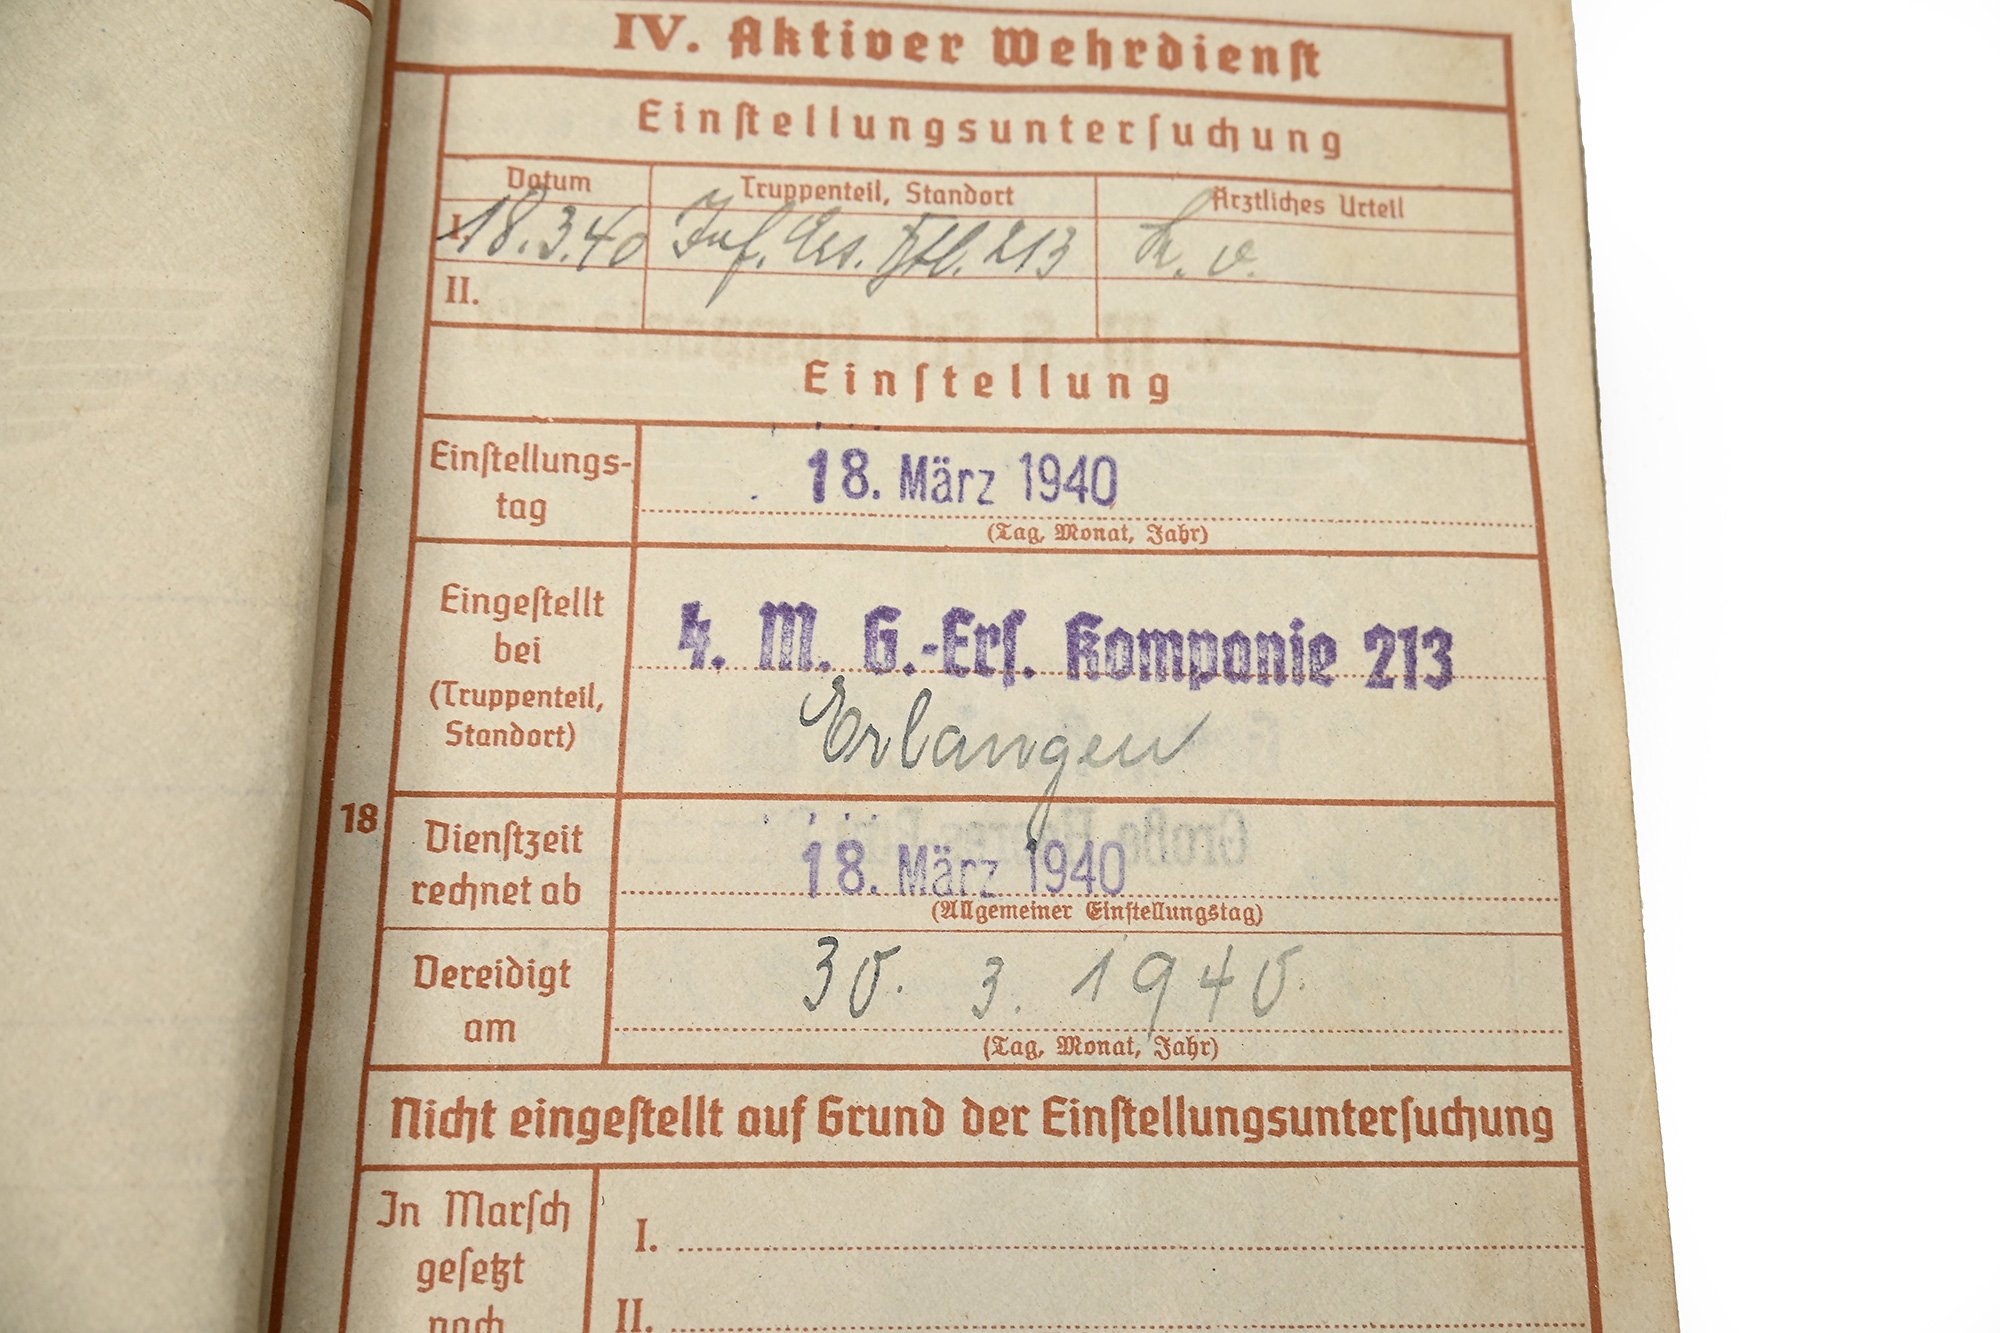 IV. Aktiver Wehrdienst
Einstellungsuntersuchung
Datum Truppenteil, Standort Ärztliches Urteil
I. 18.3.40 Inf. Ers. Btl. 213 k. v.
II.
Einstellung
Einstellungs-
tag
18. März 1940
(Tag, Monat, Jahr)
Eingestellt
bei
(Truppenteil,
Standort)
4. M. G.-Ers. Kompanie 213
Erlangen
18
Dienstzeit
rechnet ab
18. März 1940
(Allgemeiner Einstellungstag)
Vereidigt
am
30. 3. 1940.
(Tag, Monat, Jahr)
Nicht eingestellt auf Grund der Einstellungsuntersuchung
In Marsch
gesetzt
nach
I.
II.